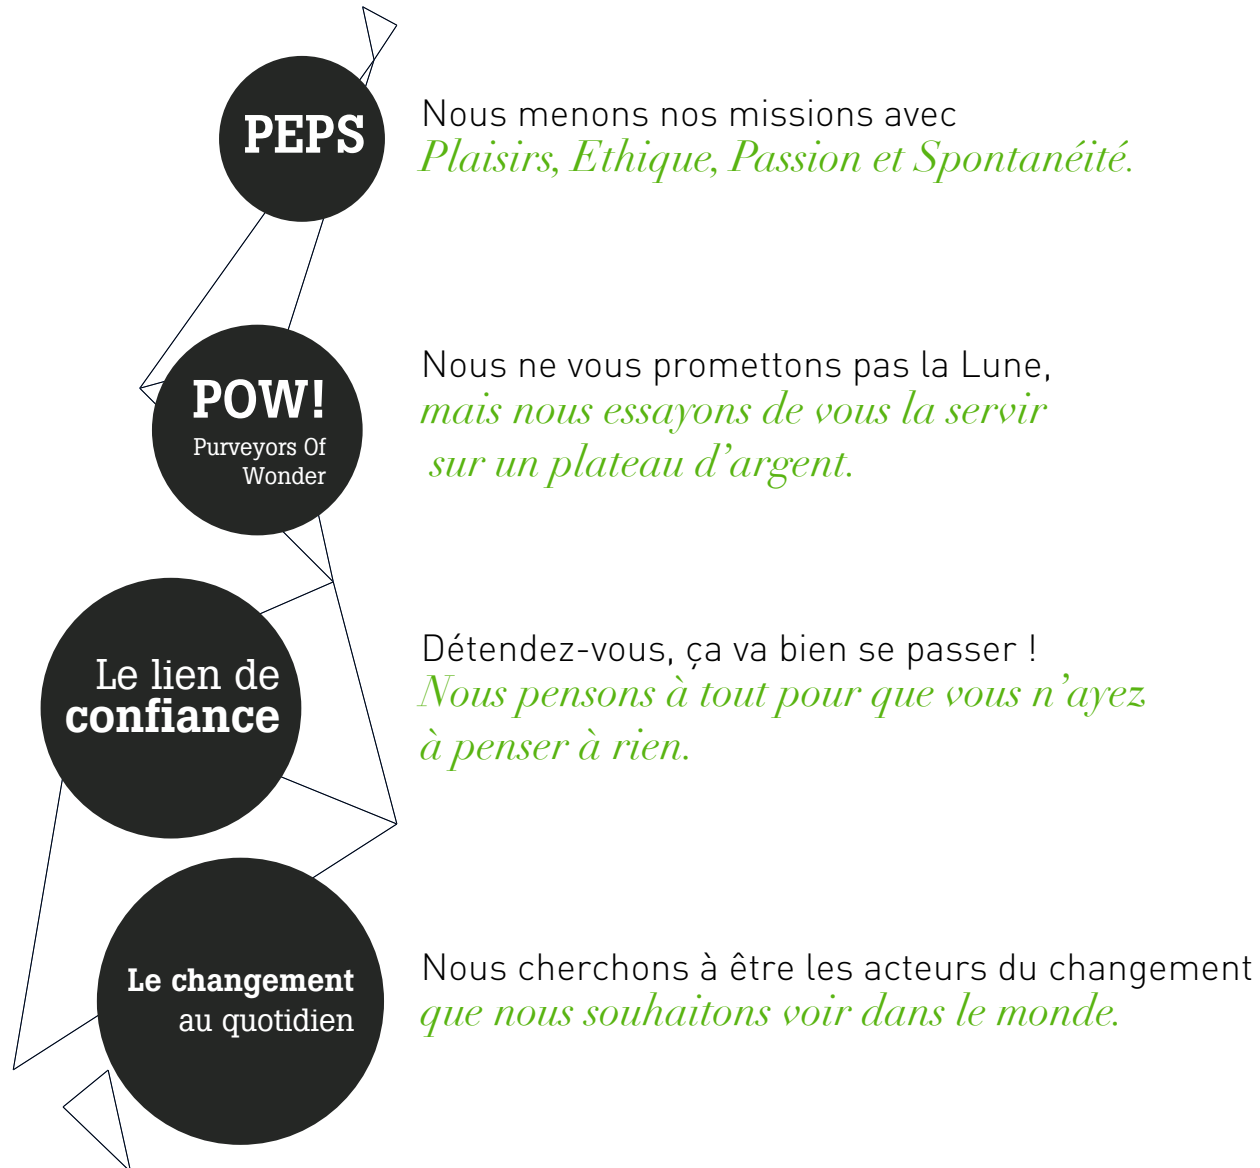 PEPS
Nous menons nos missions avec
Plaisirs, Ethique, Passion et Spontanéité.
POW!
Purveyors Of
Wonder
Nous ne vous promettons pas la Lune,
mais nous essayons de vous la servir
sur un plateau d’argent.
Le lien de
confiance
Détendez-vous, ça va bien se passer !
Nous pensons à tout pour que vous n’ayez
à penser à rien.
Le changement
au quotidien
Nous cherchons à être les acteurs du changement
que nous souhaitons voir dans le monde.